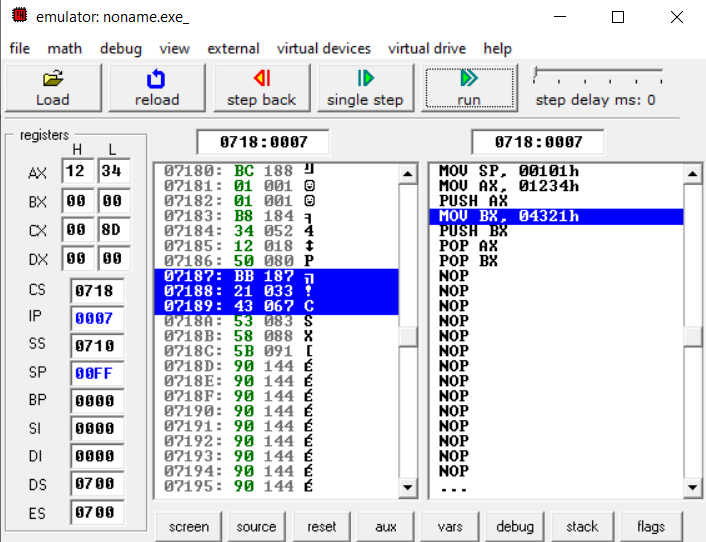 emulator: noname.exe_
file math debug view external virtual devices virtual drive help
Load reload step back single step run step delay ms: 0
registers
H L
AX 12 34
BX 00 00
CX 00 8D
DX 00 00
CS 0718
IP 0007
SS 0710
SP 00FF
BP 0000
SI 0000
DI 0000
DS 0700
ES 0700
0718:0007
07180: BC 188 ╝
07181: 01 001 ☺
07182: 01 001 ☺
07183: B8 184 ╕
07184: 34 052 4
07185: 12 018 ↕
07186: 50 080 P
07187: BB 187
07188: 21 033 !
07189: 43 067 C
0718A: 53 083 S
0718B: 58 088 X
0718C: 5B 091 [
0718D: 90 144 É
0718E: 90 144 É
0718F: 90 144 É
07190: 90 144 É
07191: 90 144 É
07192: 90 144 É
07193: 90 144 É
07194: 90 144 É
07195: 90 144 É
0718:0007
MOV SP, 00101h
MOV AX, 01234h
PUSH AX
MOV BX, 04321h
PUSH BX
POP AX
POP BX
NOP
NOP
NOP
NOP
NOP
NOP
NOP
NOP
NOP
NOP
NOP
NOP
NOP
NOP
...
screen source reset aux vars debug stack flags